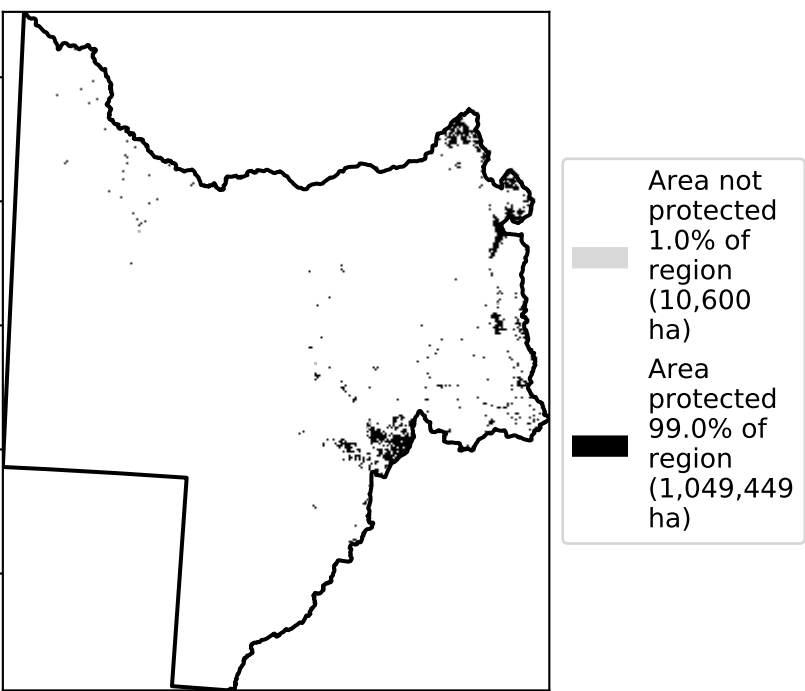 Area not
protected
1.0% of
region
(10,600
ha)
Area
protected
99.0% of
region
(1,049,449
ha)